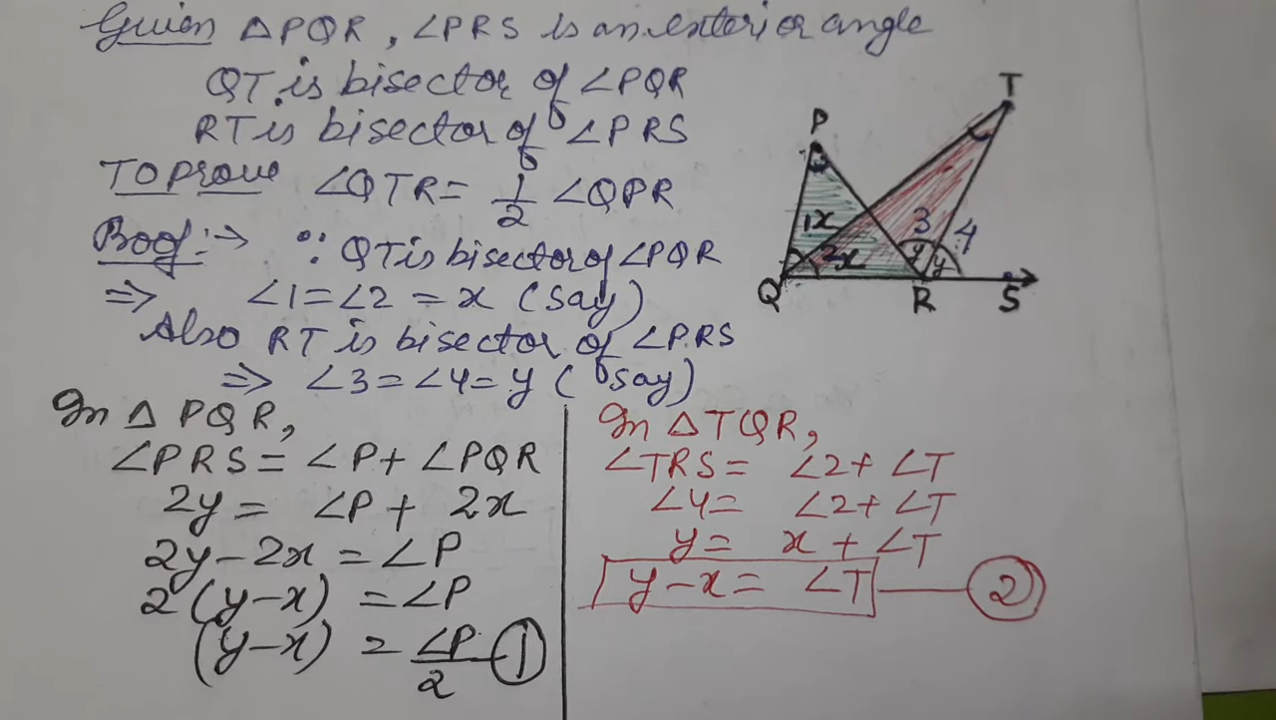 Given △PQR, ∠PRS is an exterior angle
QT is bisector of ∠PQR
RT is bisector of ∠PRS
To prove ∠QTR = 1/2 ∠QPR
Proof :→ ∵ QT is bisector of ∠PQR
⇒ ∠1 = ∠2 = x (say)
Also RT is bisector of ∠PRS
⇒ ∠3 = ∠4 = y (say)
T
P
1x
2x
3
4
y
y
Q
R
S
In △ PQR,
∠PRS = ∠P + ∠PQR
2y = ∠P + 2x
2y - 2x = ∠P
2(y-x) = ∠P
(y-x) = ∠P/2 — 1
In △TQR,
∠TRS = ∠2 + ∠T
∠4 = ∠2 + ∠T
y = x + ∠T
y-x = ∠T — 2